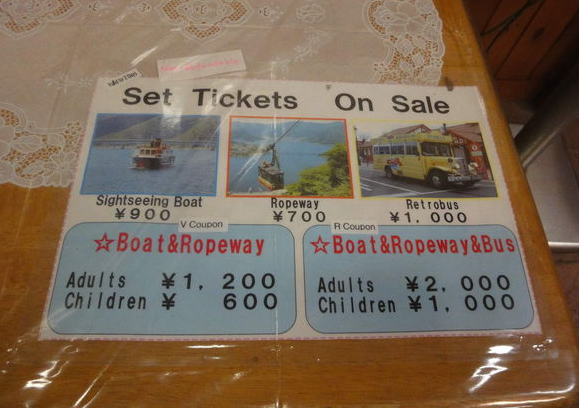 Set Tickets On Sale
Sightseeing Boat
¥900
Ropeway
¥700
Retrobus
¥1,000
V Coupon
☆Boat&Ropeway
Adults ¥1,200
Children ¥ 600
R Coupon
☆Boat&Ropeway&Bus
Adults ¥2,000
Children ¥1,000